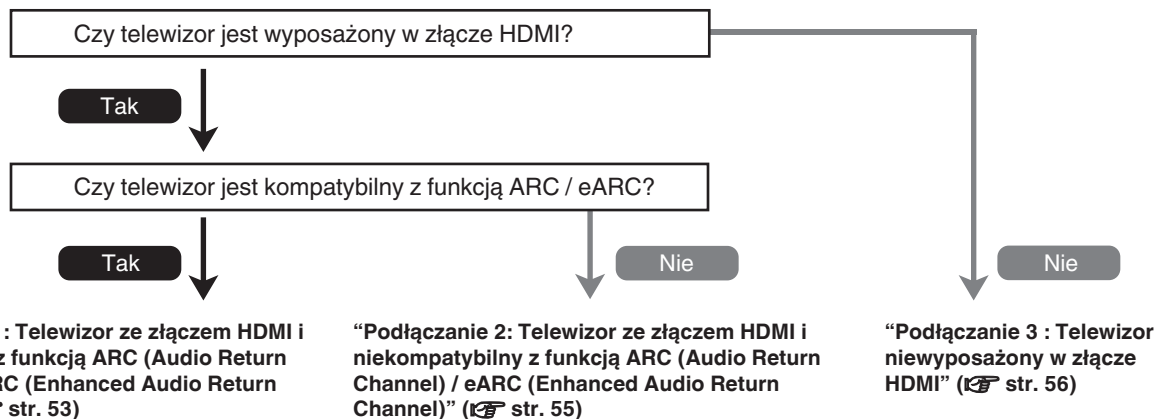 Czy telewizor jest wyposażony w złącze HDMI?
Tak
Czy telewizor jest kompatybilny z funkcją ARC / eARC?
Tak
Nie
Nie
: Telewizor ze złączem HDMI i
z funkcją ARC (Audio Return
RC (Enhanced Audio Return
str. 53)
“Podłączanie 2: Telewizor ze złączem HDMI i
niekompatybilny z funkcją ARC (Audio Return
Channel) / eARC (Enhanced Audio Return
Channel)” (☞ str. 55)
“Podłączanie 3 : Telewizor
niewyposażony w złącze
HDMI” (☞ str. 56)